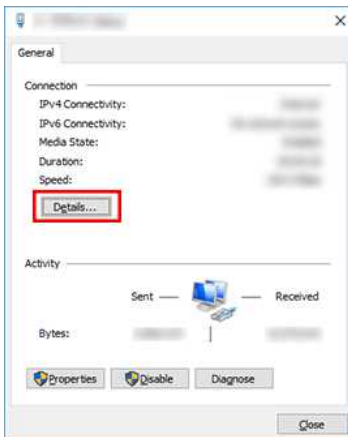 General
Connection
IPv4 Connectivity:
IPv6 Connectivity:
Media State:
Duration:
Speed:
Details...
Activity
Sent — Received
Bytes:
Properties Disable Diagnose
Close